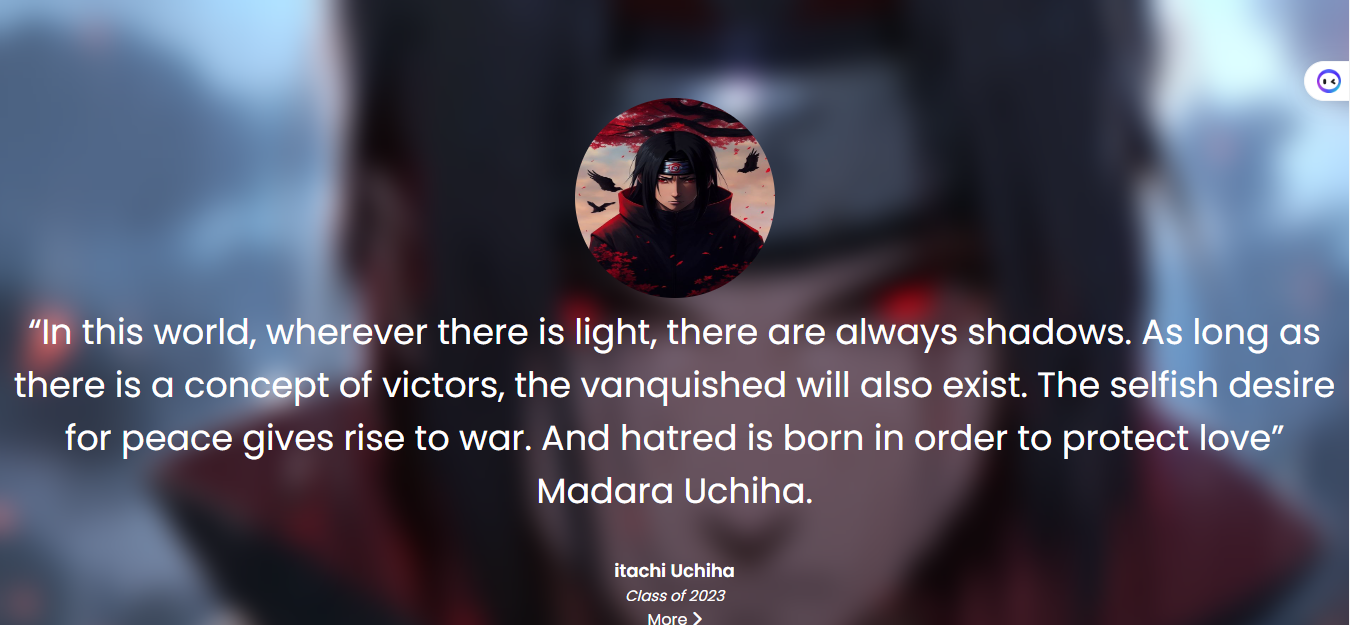 “In this world, wherever there is light, there are always shadows. As long as
there is a concept of victors, the vanquished will also exist. The selfish desire
for peace gives rise to war. And hatred is born in order to protect love”
Madara Uchiha.
itachi Uchiha
Class of 2023
More